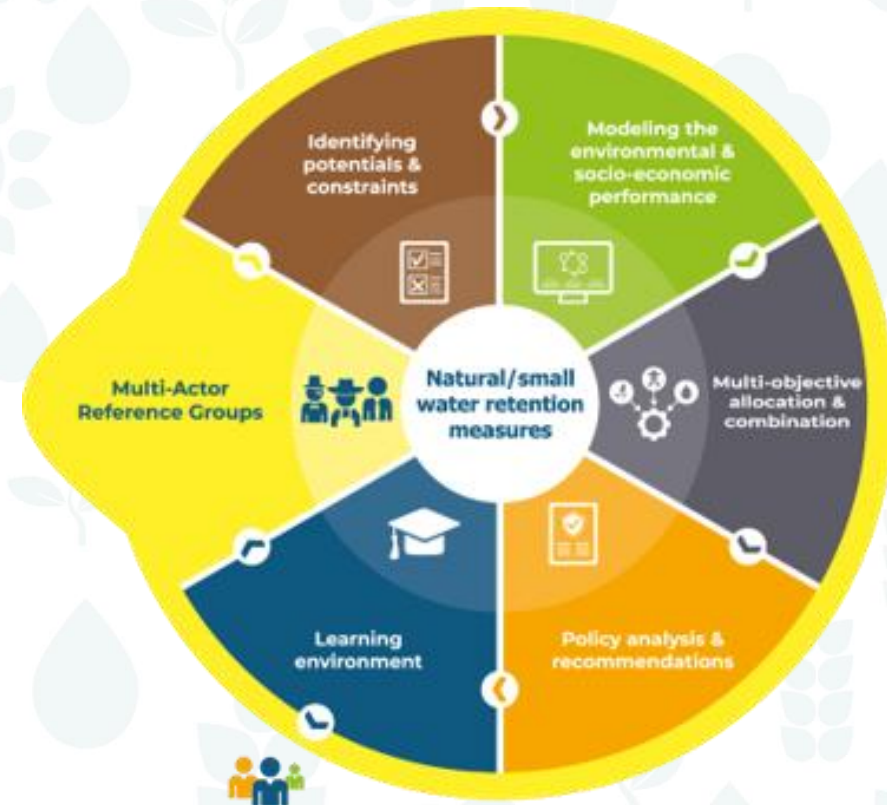 Identifying
potentials &
constraints
Modeling the
environmental &
socio-economic
performance
Multi-objective
allocation &
combination
Policy analysis &
recommendations
Learning
environment
Multi-Actor
Reference Groups
Natural/small
water retention
measures